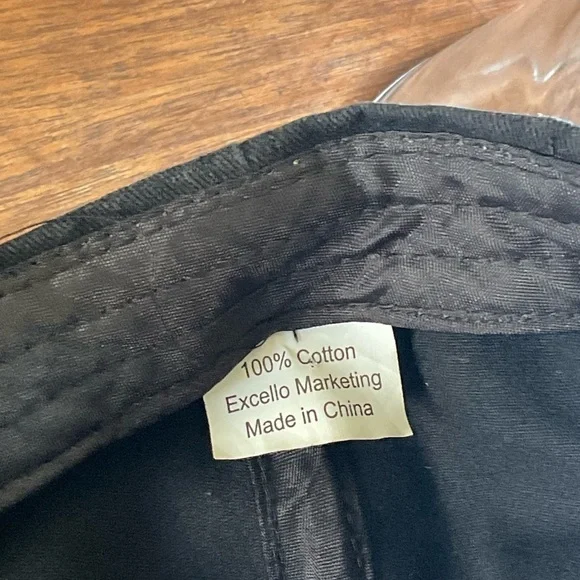 100% Cotton
Excello Marketing
Made in China